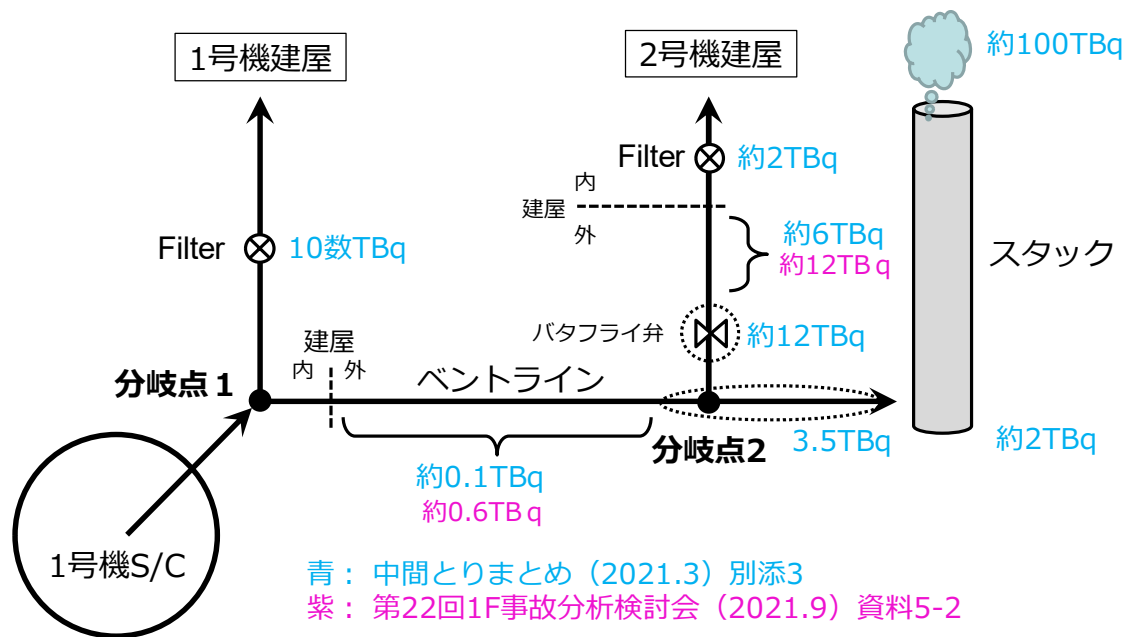 1号機建屋
2号機建屋
約100TBq
Filter
約2TBq
内
建屋
外
Filter
10数TBq
約6TBq
約12TBq
スタック
バタフライ弁
約12TBq
建屋
内 外
分岐点1
ベントライン
分岐点2
3.5TBq
約2TBq
約0.1TBq
約0.6TBq
1号機S/C
青： 中間とりまとめ（2021.3）別添3
紫： 第22回1F事故分析検討会（2021.9）資料5-2